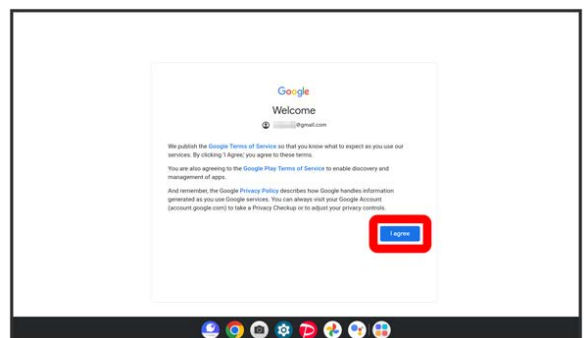 Google
Welcome
@gmail.com
We publish the Google Terms of Service so that you know what to expect as you use our
services. By clicking 'I Agree,' you agree to these terms.
You are also agreeing to the Google Play Terms of Service to enable discovery and
management of apps.
And remember, the Google Privacy Policy describes how Google handles information
generated as you use Google services. You can always visit your Google Account
(account.google.com) to take a Privacy Checkup or to adjust your privacy controls.
I agree